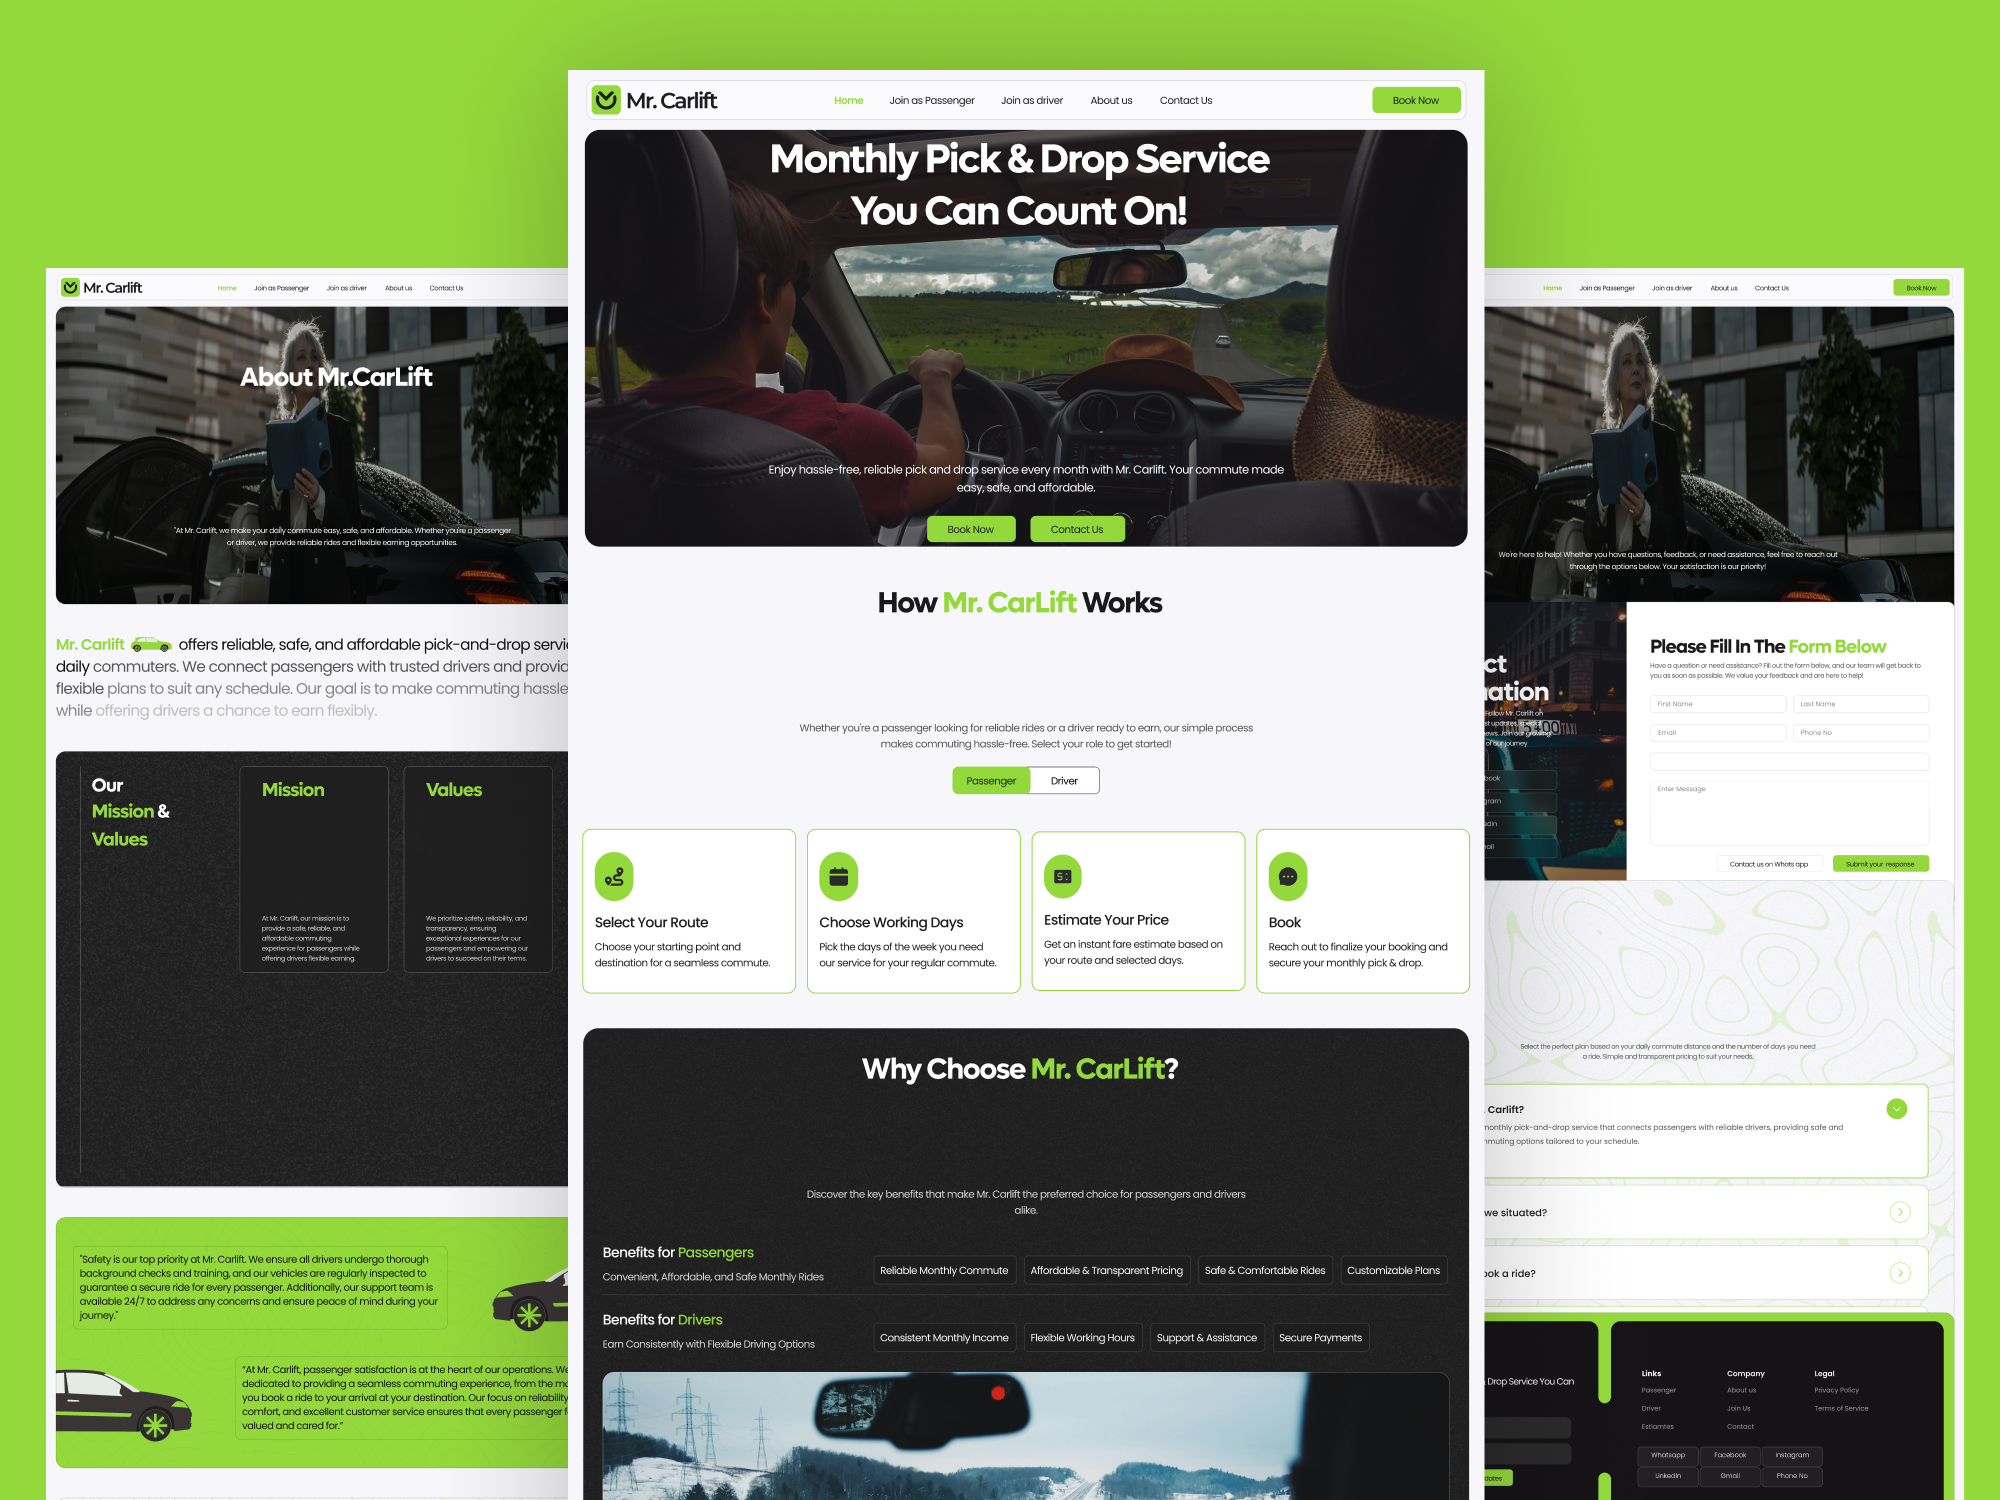 Mr. Carlift
Home
Join as Passenger
Join as driver
About us
Contact Us
About Mr.CarLift
"At Mr. Carlift, we make your daily commute easy, safe, and affordable. Whether you're a passenger
or driver, we provide reliable rides and flexible earning opportunities.
Mr. Carlift offers reliable, safe, and affordable pick-and-drop
daily commuters. We connect passengers with trusted drivers and
flexible plans to suit any schedule. Our goal is to make commuting hassle
while offering drivers a chance to earn flexibly.
Our
Mission &
Values
Mission
At Mr. Carlift, our mission is to
provide a safe, reliable, and
affordable commuting
experience for passengers while
offering drivers flexible earning.
Values
We prioritize safety, reliability, and
transparency, ensuring
exceptional experiences for our
passengers and empowering our
drivers to succeed on their terms.
"Safety is our top priority at Mr. Carlift. We ensure all drivers undergo thorough
background checks and training, and our vehicles are regularly inspected to
guarantee a secure ride for every passenger. Additionally, our support team is
available 24/7 to address any concerns and ensure peace of mind during your
journey."
"At Mr. Carlift, passenger satisfaction is at the heart of our operations. We
dedicated to providing a seamless commuting experience, from the
you book a ride to your arrival at your destination. Our focus on reliability
comfort, and excellent customer service ensures that every passenger
valued and cared for."
Mr. Carlift
Home
Join as Passenger
Join as driver
About us
Contact Us
Book Now
Monthly Pick & Drop Service
You Can Count On!
Enjoy hassle-free, reliable pick and drop service every month with Mr. Carlift. Your commute made
easy, safe, and affordable.
Book Now
Contact Us
How Mr. CarLift Works
Whether you're a passenger looking for reliable rides or a driver ready to earn, our simple process
makes commuting hassle-free. Select your role to get started!
Passenger
Driver
Select Your Route
Choose your starting point and
destination for a seamless commute.
Choose Working Days
Pick the days of the week you need
our service for your regular commute.
Estimate Your Price
Get an instant fare estimate based on
your route and selected days.
Book
Reach out to finalize your booking and
secure your monthly pick & drop.
Why Choose Mr. CarLift?
Discover the key benefits that make Mr. Carlift the preferred choice for passengers and drivers
alike.
Benefits for Passengers
Convenient, Affordable, and Safe Monthly Rides
Reliable Monthly Commute
Affordable & Transparent Pricing
Safe & Comfortable Rides
Customizable Plans
Benefits for Drivers
Earn Consistently with Flexible Driving Options
Consistent Monthly Income
Flexible Working Hours
Support & Assistance
Secure Payments
Home
Join as Passenger
Join as driver
About us
Contact Us
Book Now
We're here to help! Whether you have questions, feedback, or need assistance, feel free to reach out
through the options below. Your satisfaction is our priority!
Follow Mr. Carlift on
updates, special
Join our growing
of our journey
Please Fill In The Form Below
Have a question or need assistance? Fill out the form below, and our team will get back to
you as soon as possible. We value your feedback and are here to help!
First Name
Last Name
Email
Phone No
Enter Message
Contact us on Whats app
Submit your response
Select the perfect plan based on your daily commute distance and the number of days you need
a ride. Simple and transparent pricing to suit your needs.
Carlift?
monthly pick-and-drop service that connects passengers with reliable drivers, providing safe and
options tailored to your schedule.
we situated?
a ride?
Drop Service You Can
Links
Passenger
Driver
Estiamtes
Company
About us
Join Us
Contact
Legal
Privacy Policy
Terms of Service
Whatsapp
Facebook
Instagram
LinkedIn
Gmail
Phone No